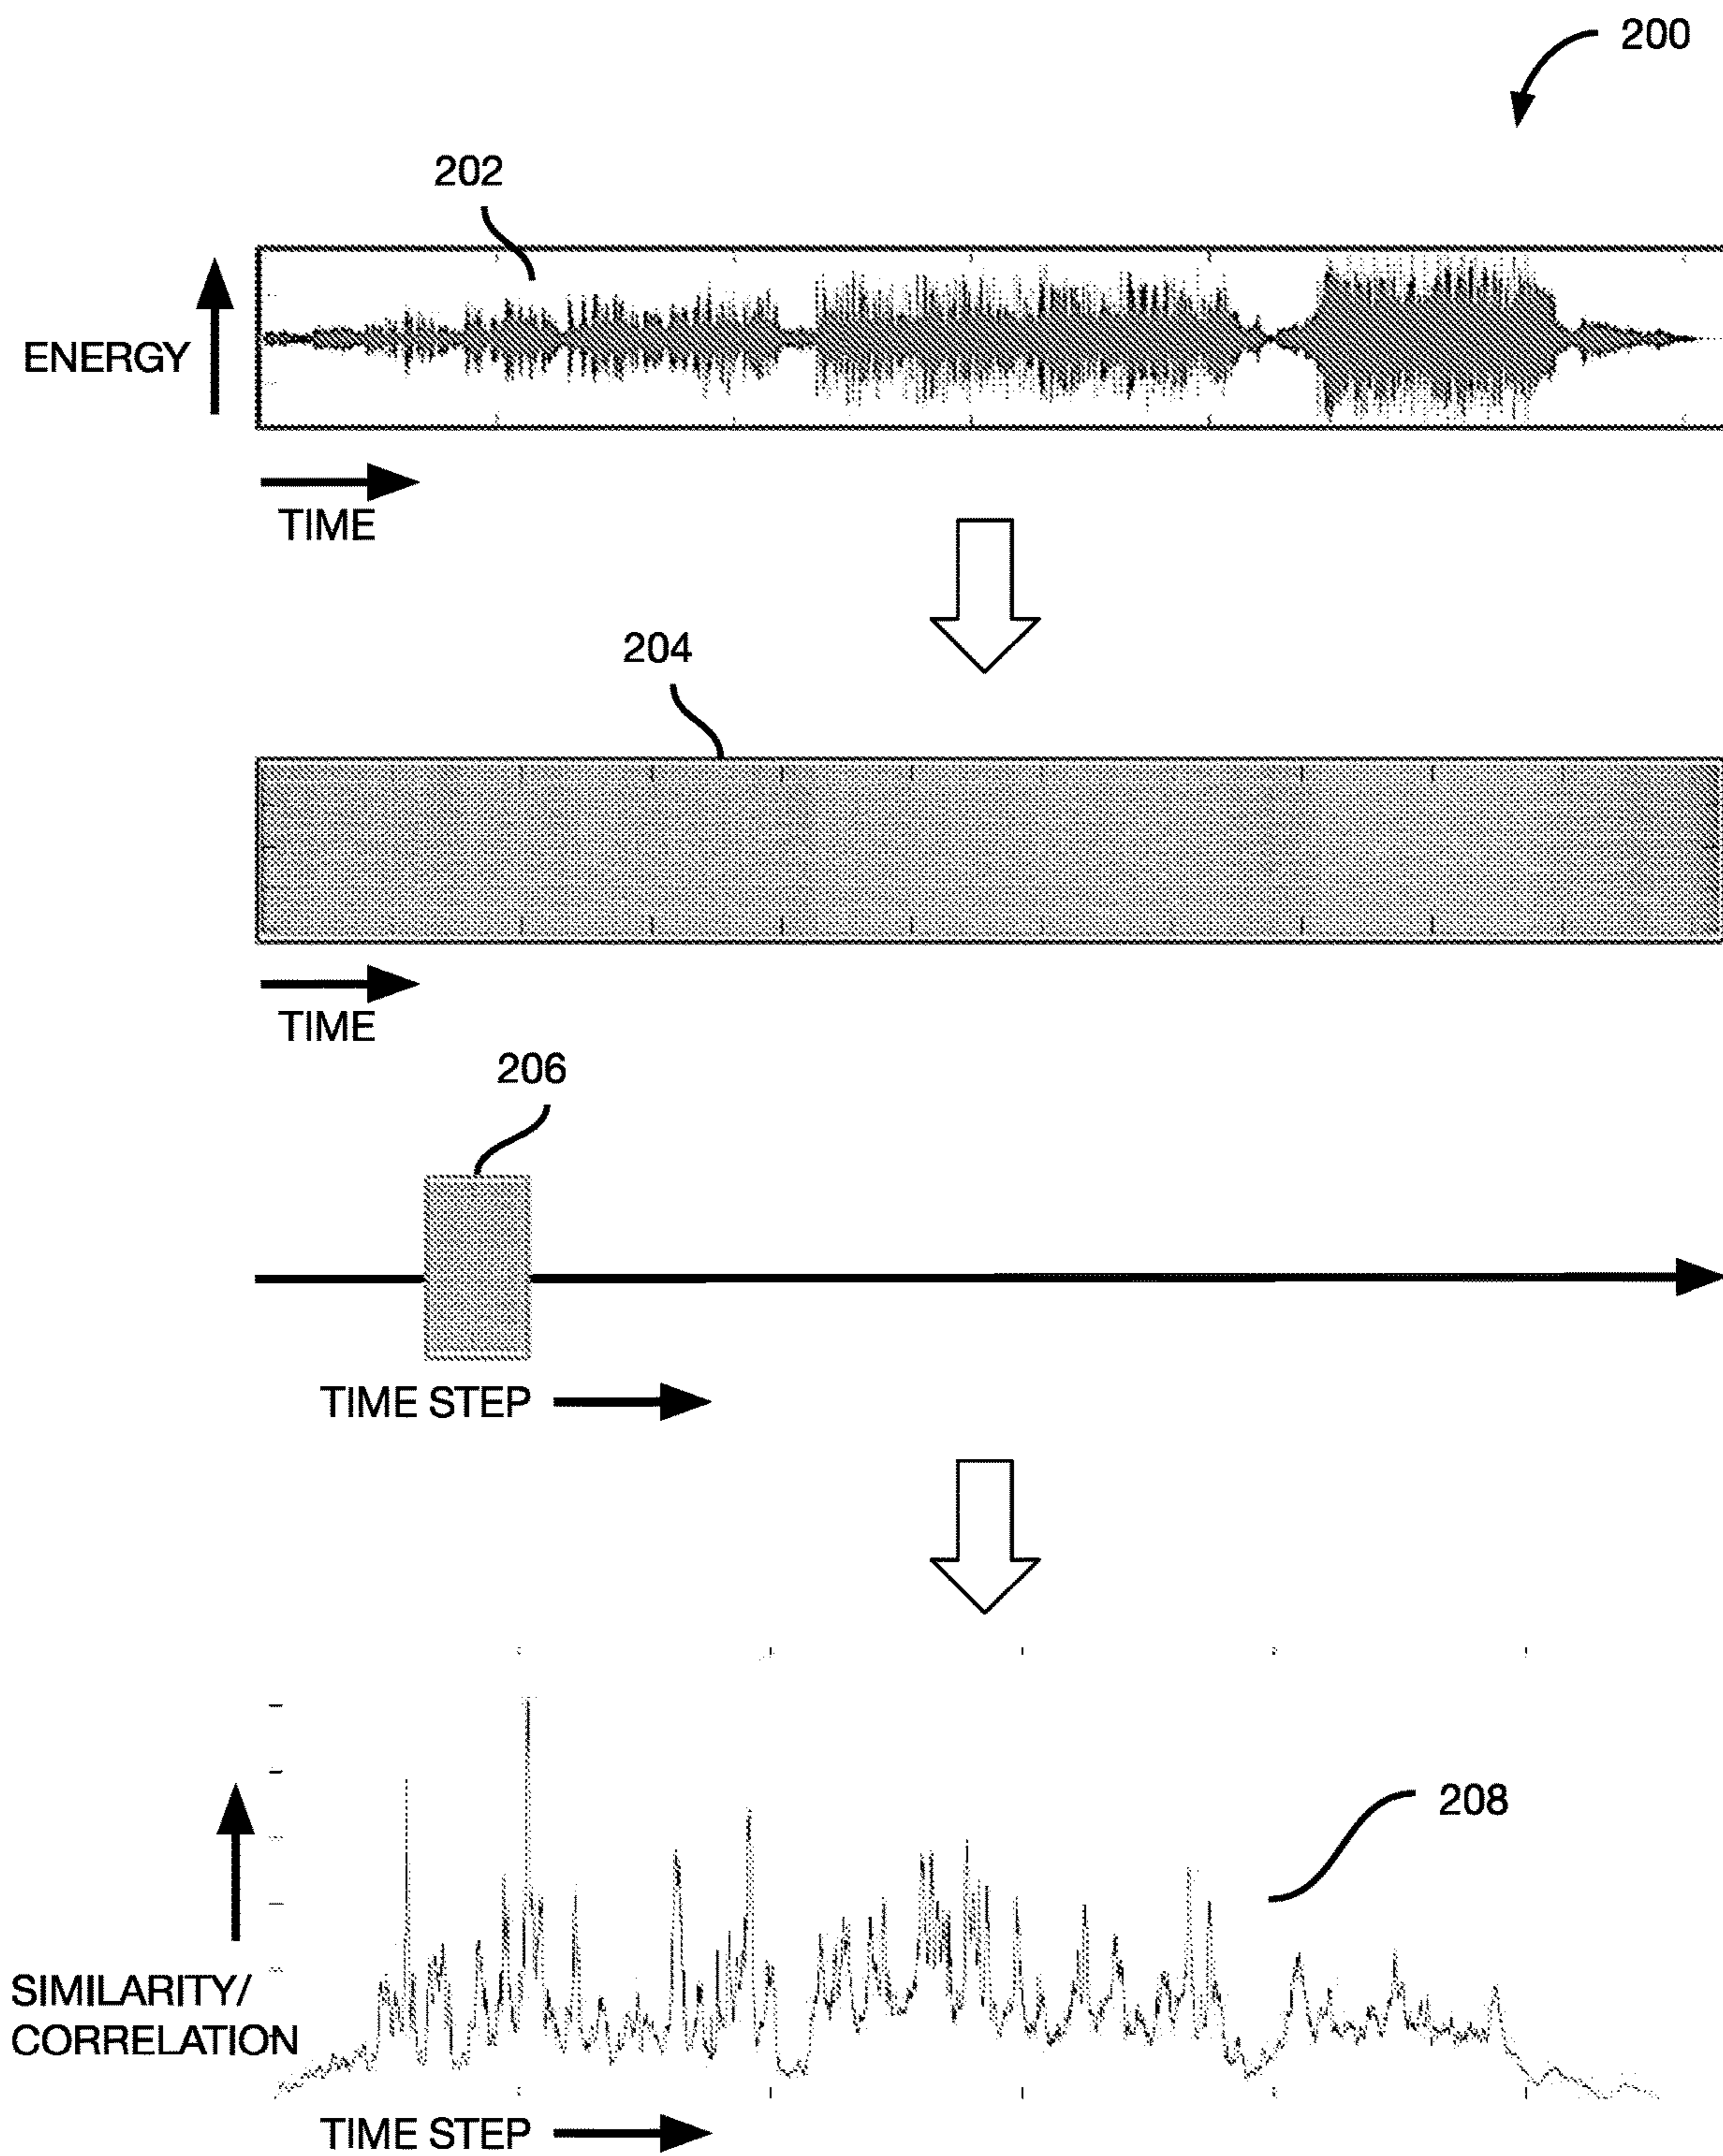 200
202
ENERGY
TIME
204
TIME
206
TIME STEP
208
SIMILARITY/
CORRELATION
TIME STEP